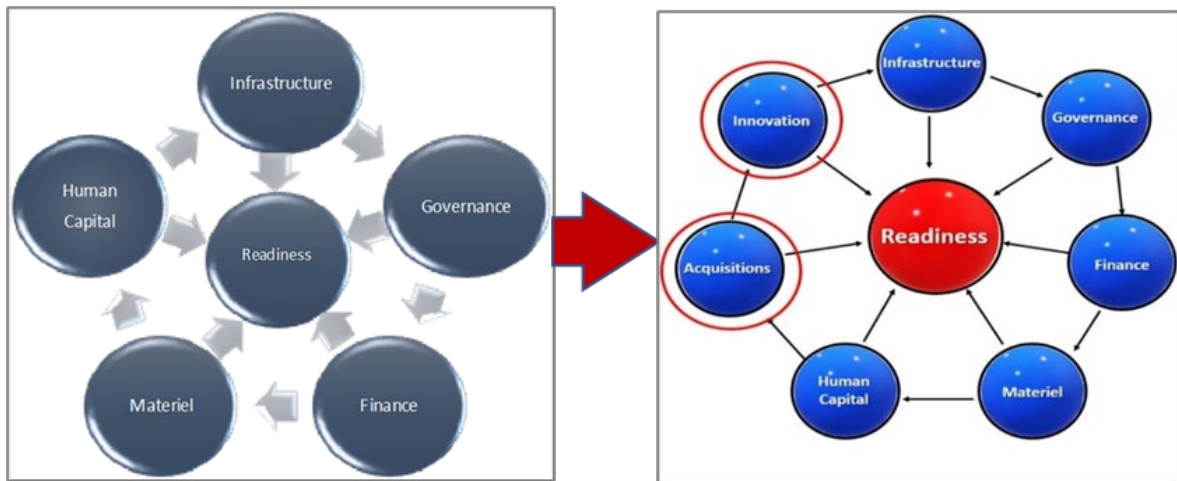 Infrastructure
Human
Capital
Governance
Readiness
Materiel
Finance
Infrastructure
Innovation
Governance
Readiness
Acquisitions
Finance
Human
Capital
Materiel